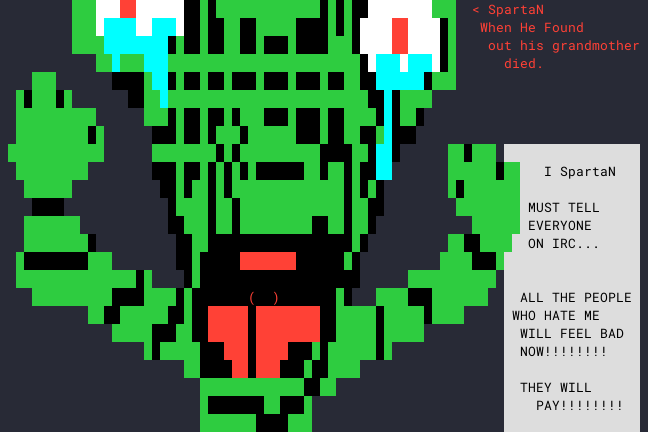 < SpartaN
When He Found
out his grandmother
died.
I SpartaN
MUST TELL
EVERYONE
ON IRC...
ALL THE PEOPLE
WHO HATE ME
WILL FEEL BAD
NOW!!!!!!!!
THEY WILL
PAY!!!!!!!!
( )